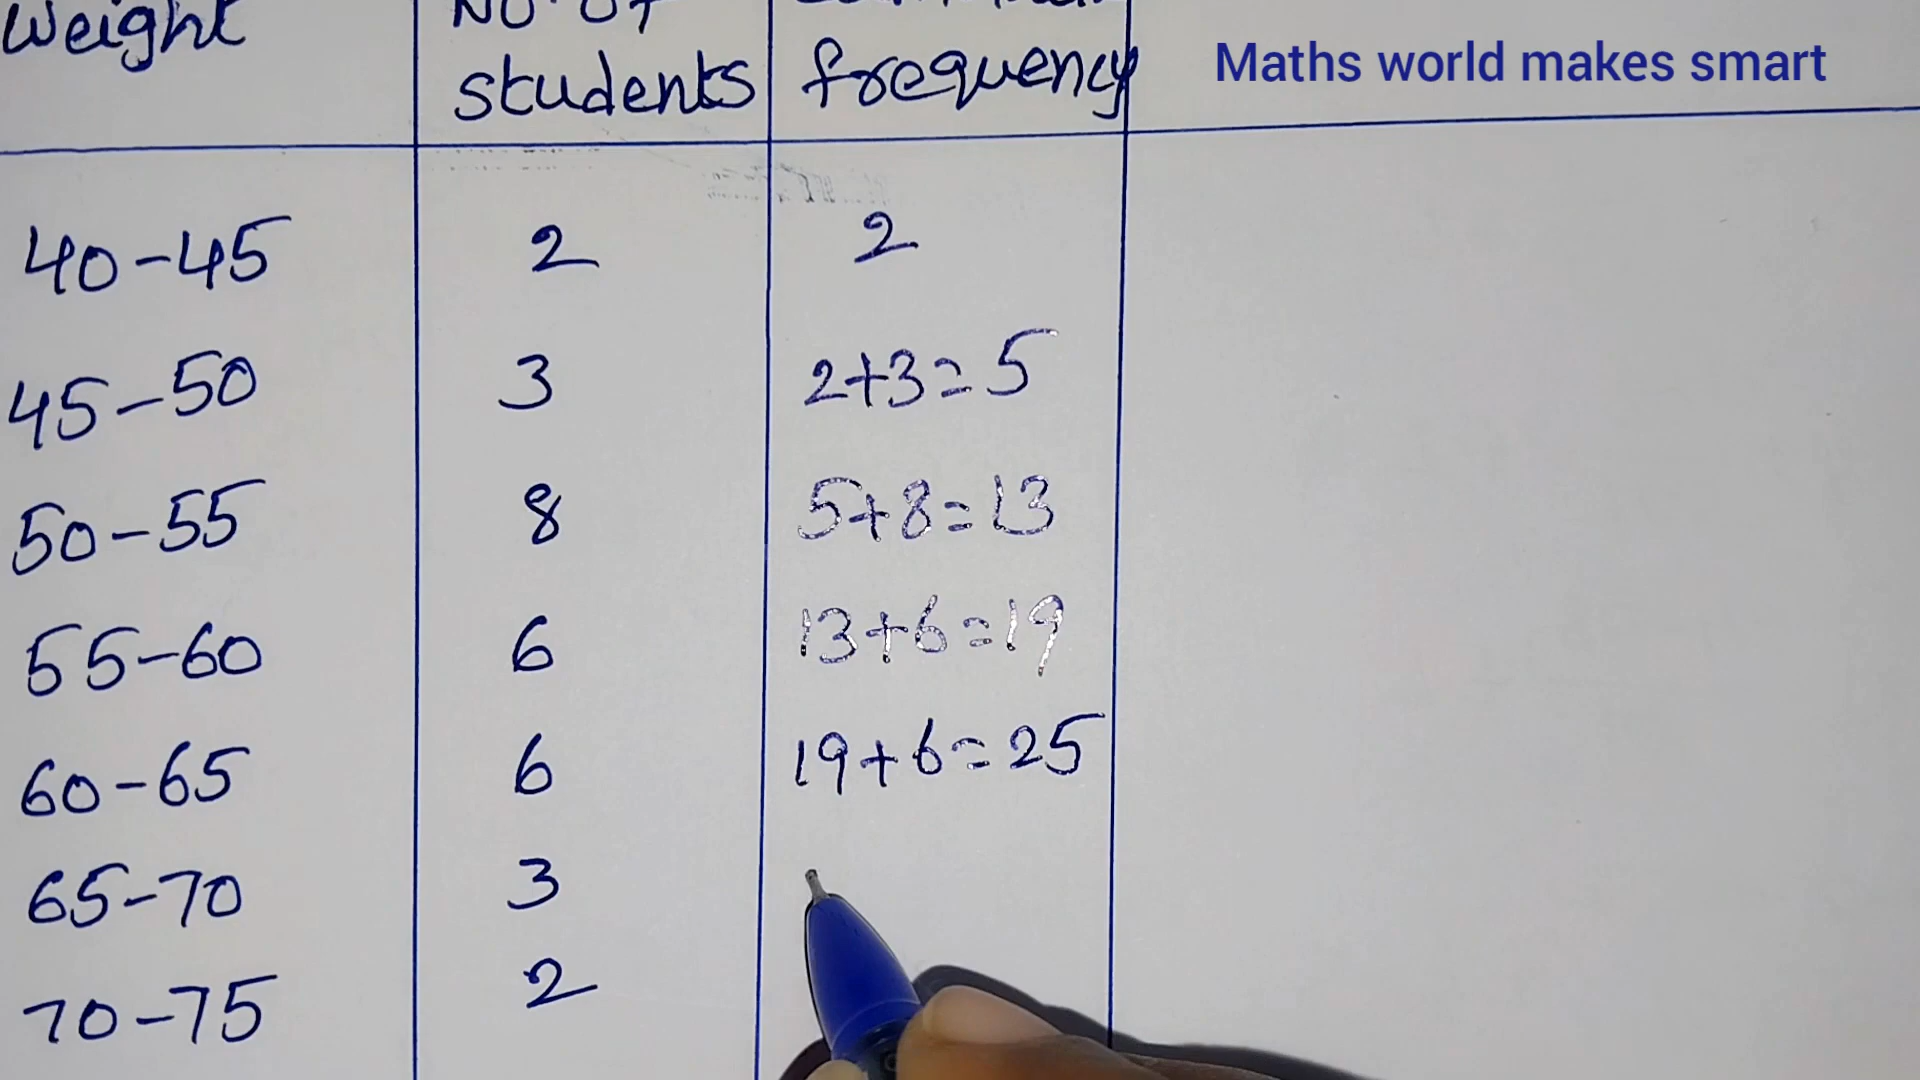 Weight No. of
students frequency
Maths world makes smart
40-45 2 2
45-50 3 2+3=5
50-55 8 5+8=13
55-60 6 13+6=19
60-65 6 19+6=25
65-70 3
70-75 2